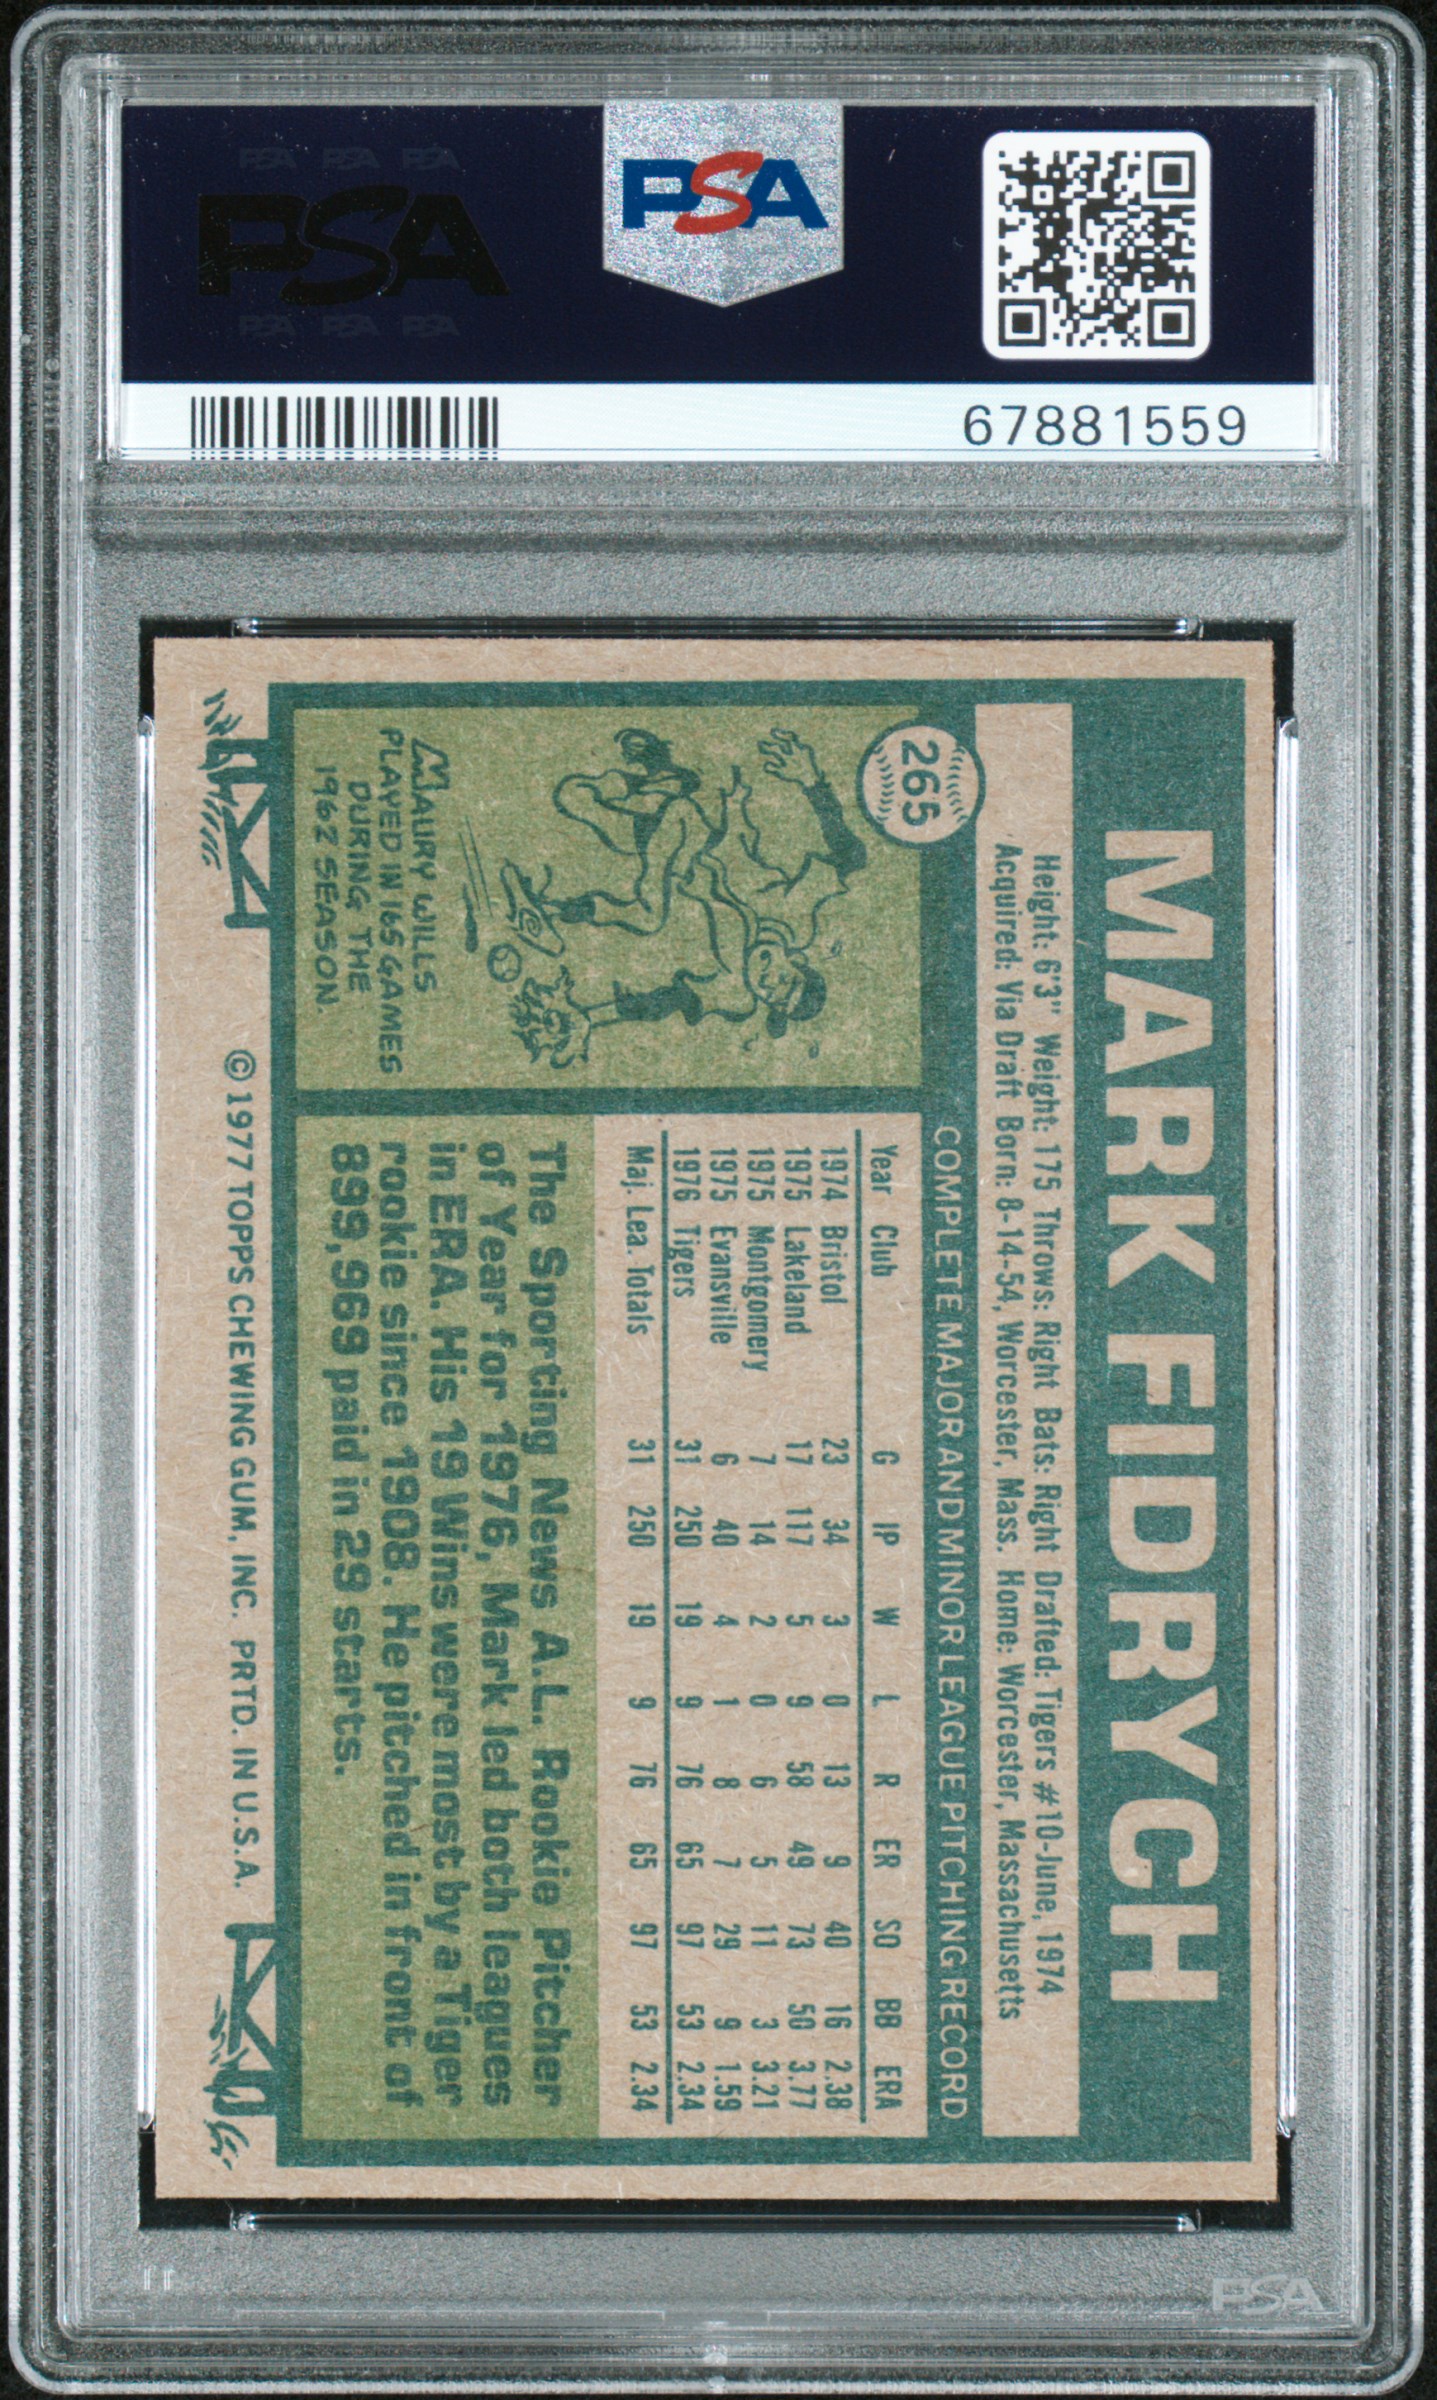 PSA PSA PSA
PSA
PSA PSA PSA
PSA
67881559
265
MARK FIDRYCH
Height: 6'3" Weight: 175 Throws: Right Bats: Right Drafted: Tigers #10-June, 1974
Acquired: Via Draft Born: 8-14-54, Worcester, Mass. Home: Worcester, Massachusetts
COMPLETE MAJOR AND MINOR LEAGUE PITCHING RECORD
Year Club G IP W L R ER SO BB ERA
1974 Bristol 23 34 3 0 13 9 40 16 2.38
1975 Lakeland 17 117 5 9 58 49 73 50 3.77
1975 Montgomery 7 14 2 0 6 5 11 3 3.21
1975 Evansville 6 40 4 1 8 7 29 9 1.59
1976 Tigers 31 250 19 9 76 65 97 53 2.34
Maj. Lea. Totals 31 250 19 9 76 65 97 53 2.34
MAURY WILLS
PLAYED IN 165 GAMES
DURING THE
1962 SEASON.
The Sporting News A.L. Rookie Pitcher
of Year for 1976, Mark led both leagues
in ERA. His 19 Wins were most by a Tiger
rookie since 1908. He pitched in front of
899,969 paid in 29 starts.
© 1977 TOPPS CHEWING GUM, INC. PRTD. IN U.S.A.
PSA